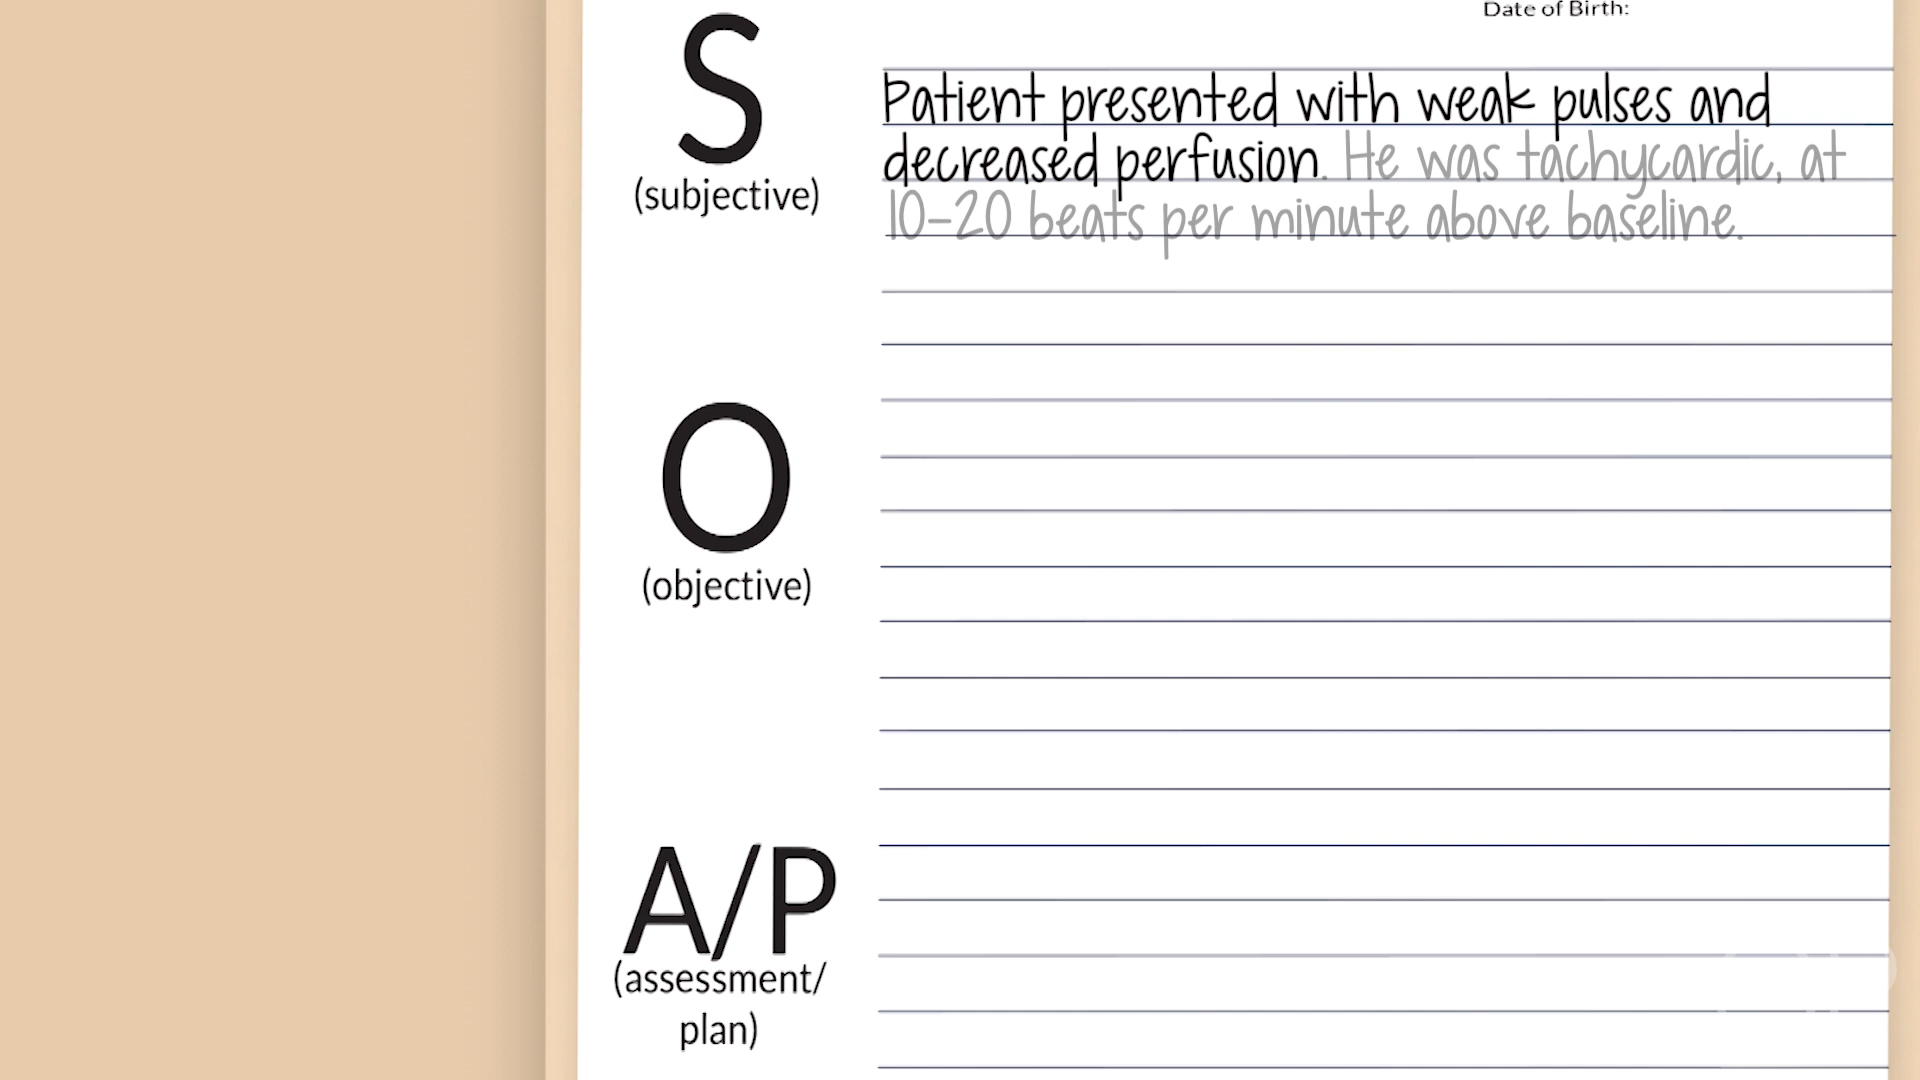 Date of Birth:
S
(subjective)
Patient presented with weak pulses and
decreased perfusion. He was tachycardic, at
10-20 beats per minute above baseline.
O
(objective)
A/P
(assessment/
plan)